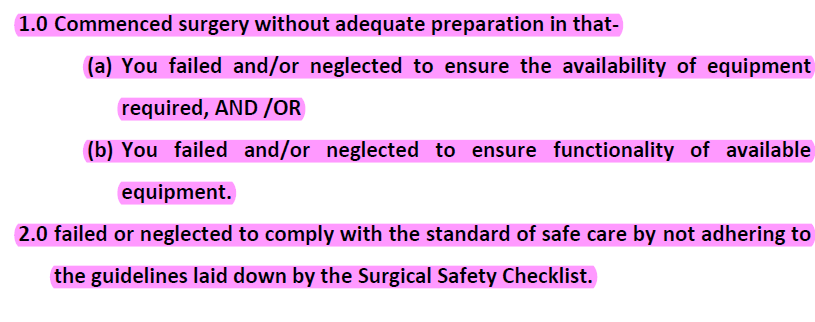 1.0 Commenced surgery without adequate preparation in that-
(a) You failed and/or neglected to ensure the availability of equipment
required, AND /OR
(b) You failed and/or neglected to ensure functionality of available
equipment.
2.0 failed or neglected to comply with the standard of safe care by not adhering to
the guidelines laid down by the Surgical Safety Checklist.